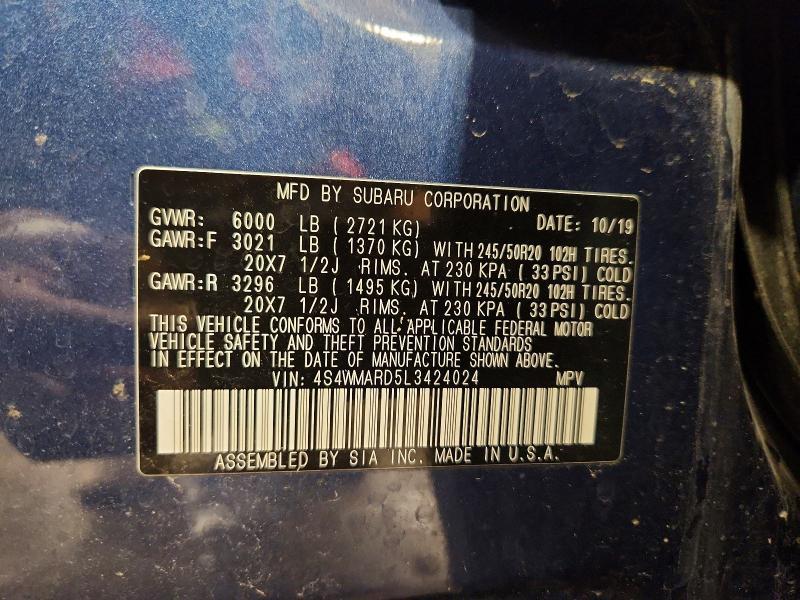 MFD BY SUBARU CORPORATION
GVWR: 6000 LB ( 2721 KG) DATE: 10/19
GAWR:F 3021 LB ( 1370 KG) WITH 245/50R20 102H TIRES.
20X7 1/2J RIMS. AT 230 KPA ( 33 PSI) COLD
GAWR:R 3296 LB ( 1495 KG) WITH 245/50R20 102H TIRES.
20X7 1/2J RIMS. AT 230 KPA ( 33 PSI) COLD
THIS VEHICLE CONFORMS TO ALL APPLICABLE FEDERAL MOTOR
VEHICLE SAFETY AND THEFT PREVENTION STANDARDS
IN EFFECT ON THE DATE OF MANUFACTURE SHOWN ABOVE.
VIN: 4S4WMARD5L3424024 MPV
ASSEMBLED BY SIA INC. MADE IN U.S.A.